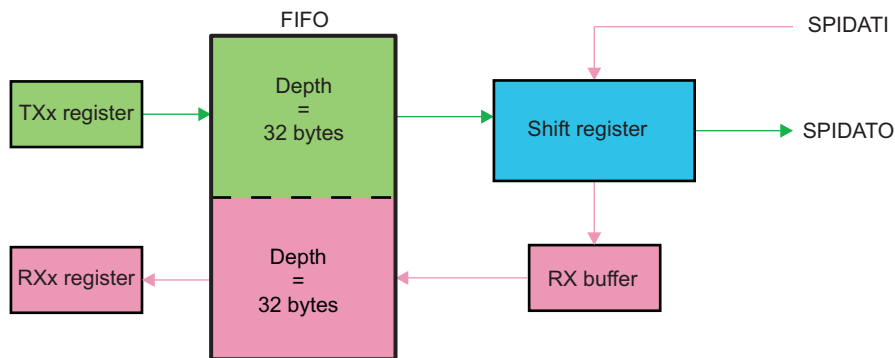 FIFO
SPIDATI
TXx register
Depth
=
32 bytes
Shift register
SPIDATO
RXx register
Depth
=
32 bytes
RX buffer